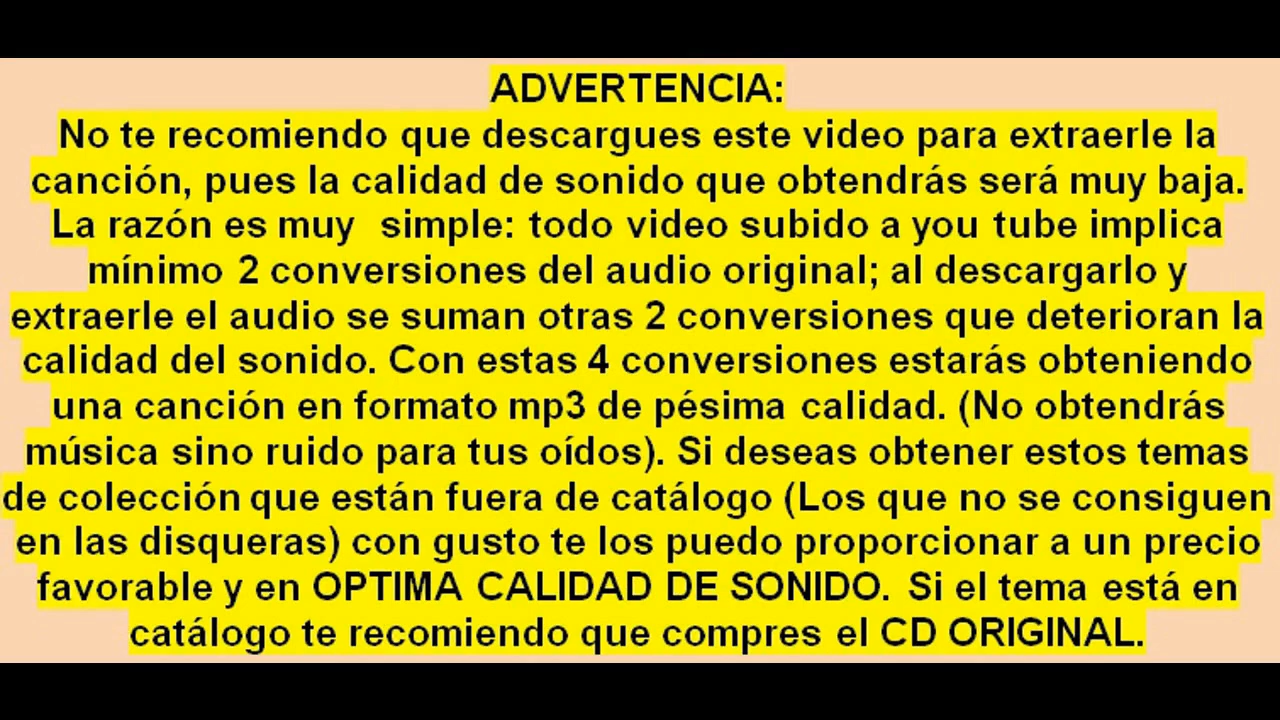 ADVERTENCIA:
No te recomiendo que descargues este video para extraerle la
canción, pues la calidad de sonido que obtendrás será muy baja.
La razón es muy  simple: todo video subido a you tube implica
mínimo 2 conversiones del audio original; al descargarlo y
extraerle el audio se suman otras 2 conversiones que deterioran la
calidad del sonido. Con estas 4 conversiones estarás obteniendo
una canción en formato mp3 de pésima calidad. (No obtendrás
música sino ruido para tus oídos). Si deseas obtener estos temas
de colección que están fuera de catálogo (Los que no se consiguen
en las disqueras) con gusto te los puedo proporcionar a un precio
favorable y en OPTIMA CALIDAD DE SONIDO.  Si el tema está en
catálogo te recomiendo que compres el CD ORIGINAL.